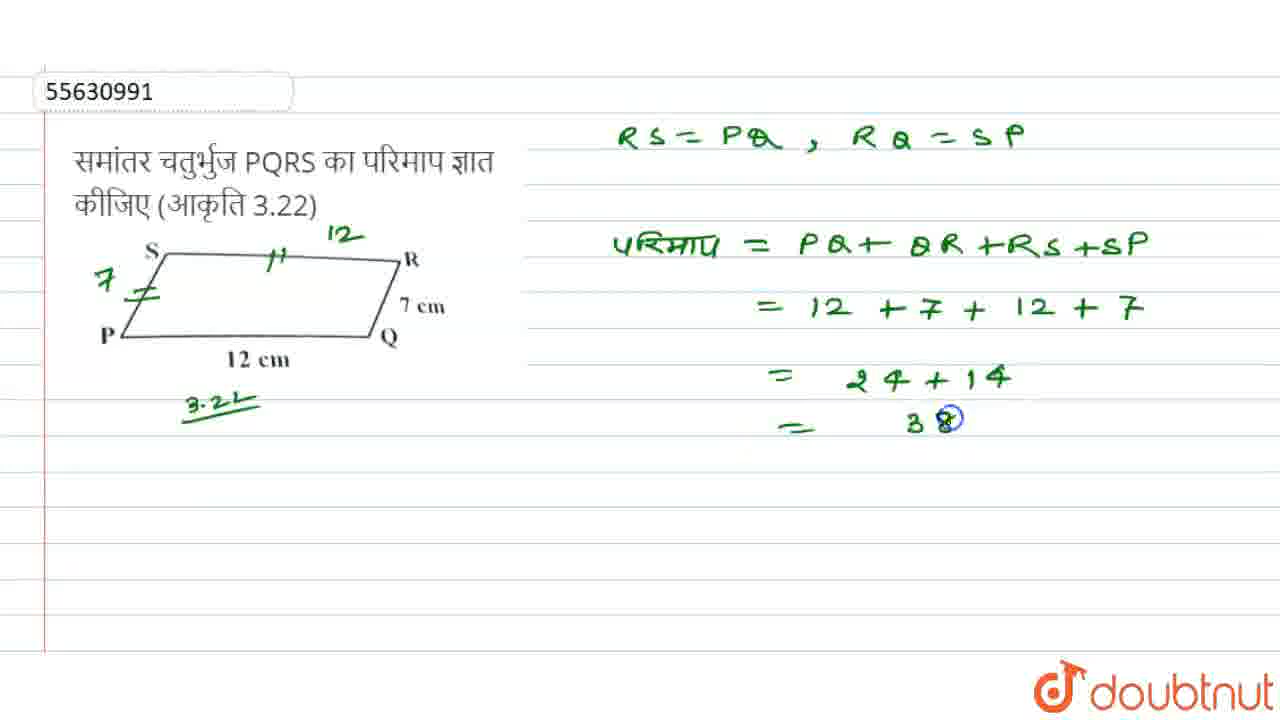 55630991
समांतर चतुर्भुज PQRS का परिमाप ज्ञात
कीजिए (आकृति 3.22)
12
S
R
7
7 cm
P
Q
12 cm
3.22
RS = PQ , RQ = SP
परिमाप = PQ + QR + RS + SP
= 12 + 7 + 12 + 7
= 24 + 14
= 38
doubtnut